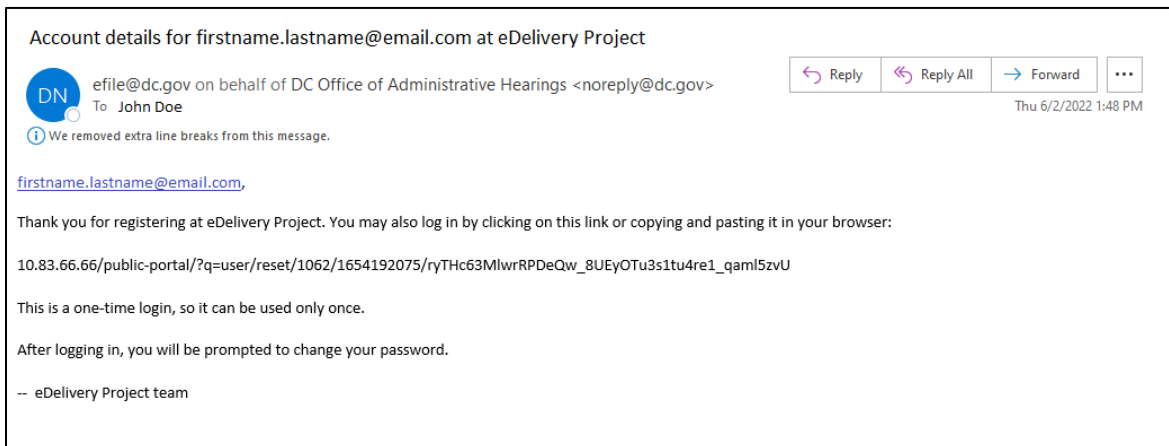 Account details for firstname.lastname@email.com at eDelivery Project
DN
efile@dc.gov on behalf of DC Office of Administrative Hearings <noreply@dc.gov>
To John Doe
Reply
Reply All
Forward
...
Thu 6/2/2022 1:48 PM
We removed extra line breaks from this message.
firstname.lastname@email.com,
Thank you for registering at eDelivery Project. You may also log in by clicking on this link or copying and pasting it in your browser:
10.83.66.66/public-portal/?q=user/reset/1062/1654192075/ryTHc63MlwrRPDeQw_8UEyOTu3s1tu4re1_qaml5zvU
This is a one-time login, so it can be used only once.
After logging in, you will be prompted to change your password.
-- eDelivery Project team